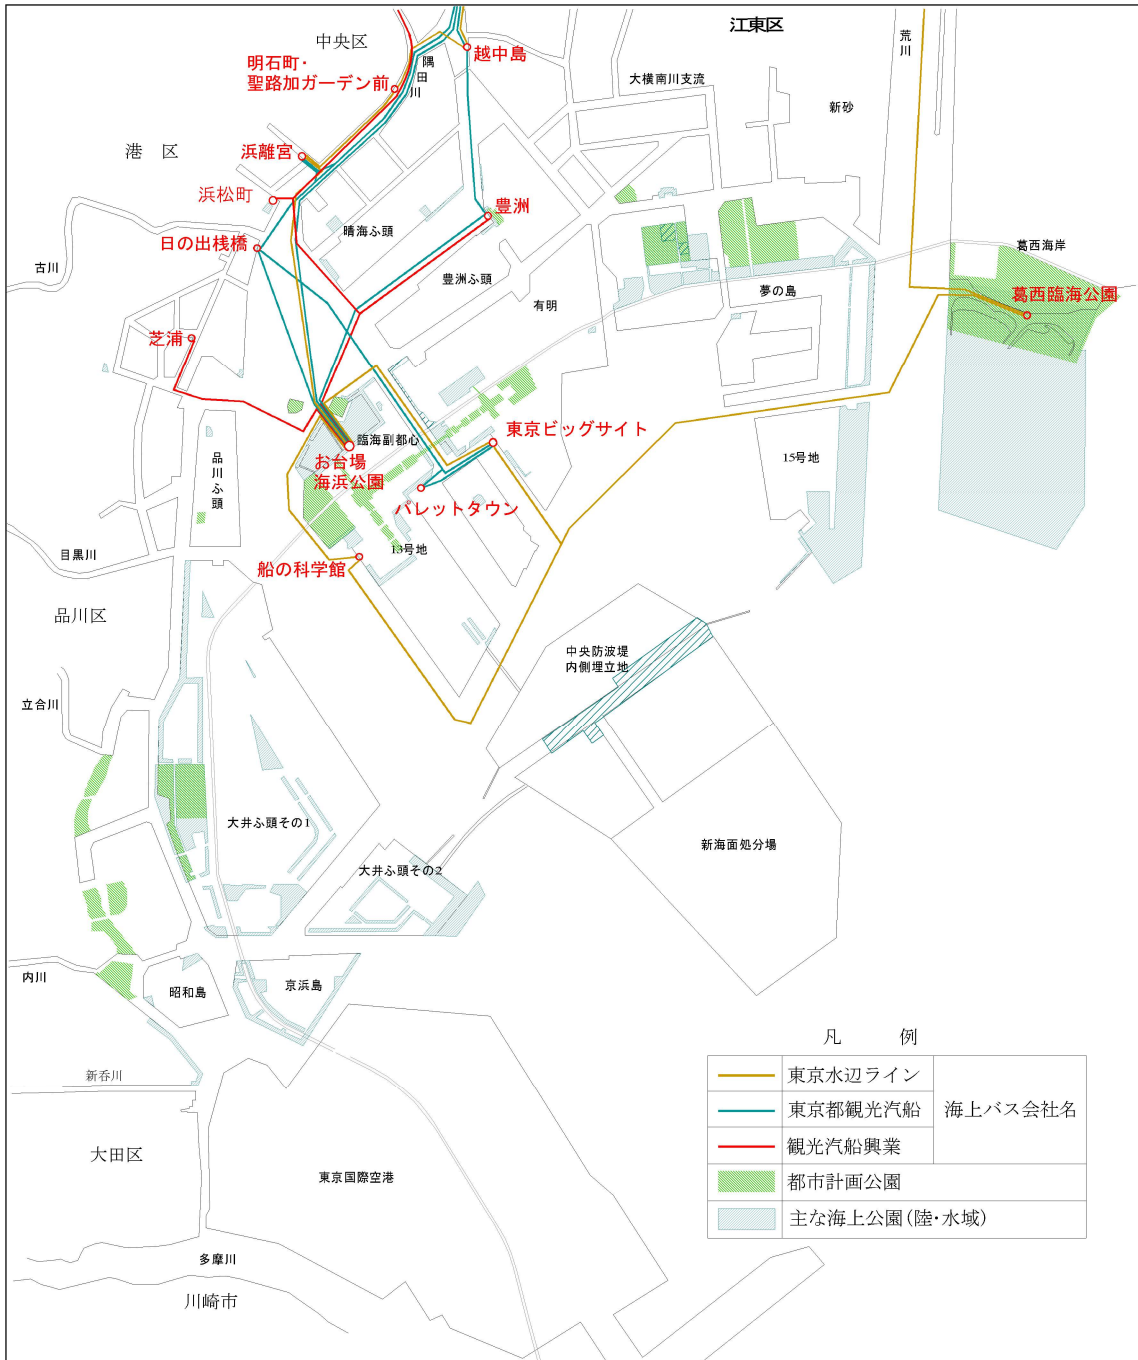 江東区
中央区
荒川
越中島
明石町・
聖路加ガーデン前
隅田川
大横南川支流
新砂
港 区
浜離宮
浜松町
豊洲
晴海ふ頭
日の出桟橋
葛西海岸
古川
豊洲ふ頭
夢の島
葛西臨海公園
有明
芝浦
東京ビッグサイト
臨海副都心
お台場
海浜公園
15号地
品川ふ頭
パレットタウン
13号地
目黒川
船の科学館
品川区
中央防波堤
内側埋立地
立合川
大井ふ頭その1
新海面処分場
大井ふ頭その2
内川
昭和島
京浜島
新呑川
大田区
東京国際空港
多摩川
川崎市
凡 例
東京水辺ライン
東京都観光汽船
海上バス会社名
観光汽船興業
都市計画公園
主な海上公園(陸・水域)